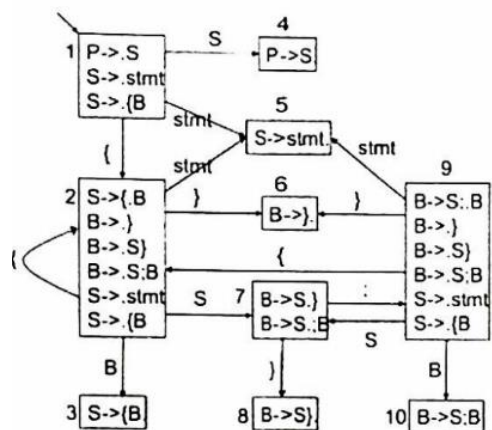 4
1
P->.S
S->.stmt
S->.{B
S
P->S
5
stmt
S->stmt.
stmt
stmt
{
9
2
S->{.B
B->.}
B->.S}
B->.S;B
S->.stmt
S->.{B
}
6
B->}.
}
B->S;.B
B->.}
B->.S}
B->.S;B
S->.stmt
S->.{B
{
{
S
7
B->S.}
B->S.;B
:
S
B
}
B
3
S->{B
8
B->S}.
10
B->S;B